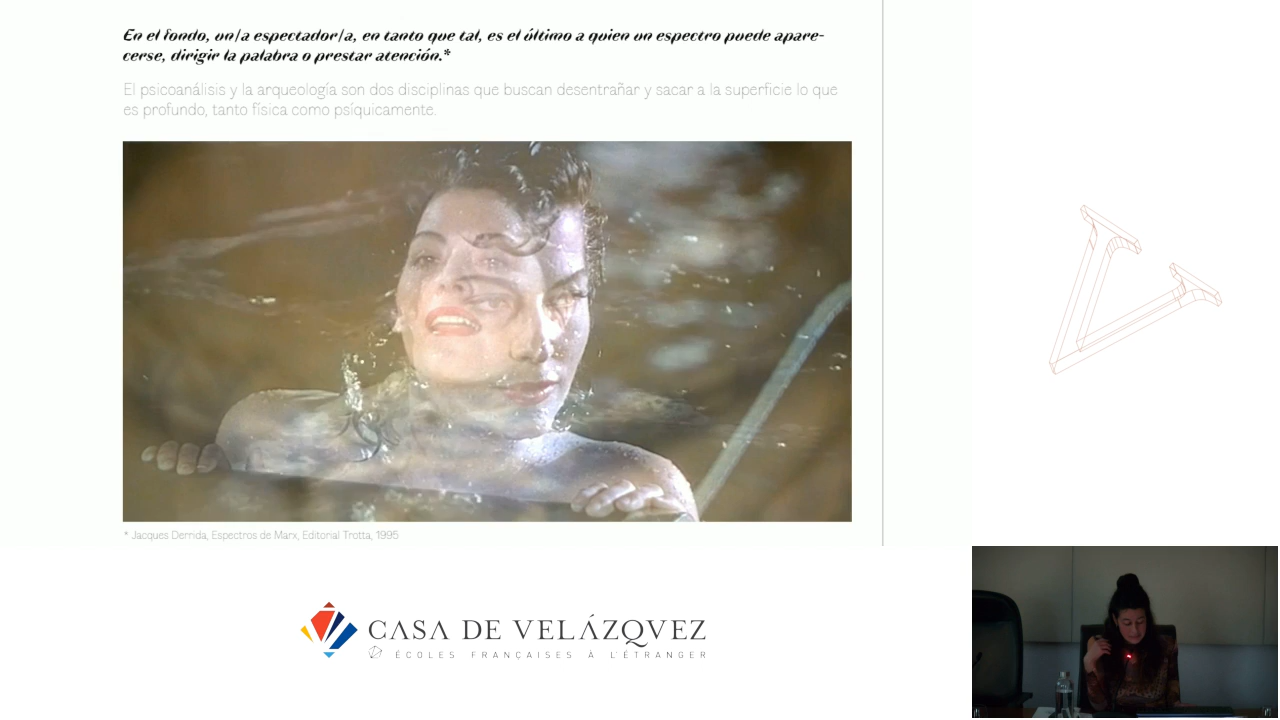 En el fondo, un/a espectador/a, en tanto que tal, es el último a quien un espectro puede apare-
cerse, dirigir la palabra o prestar atención.*
El psicoanálisis y la arqueología son dos disciplinas que buscan desentrañar y sacar a la superficie lo que
es profundo, tanto física como psíquicamente.
* Jacques Derrida, Espectros de Marx, Editorial Trotta, 1995
CASA DE VELÁZQVEZ
ÉCOLES FRANÇAISES À L'ÉTRANGER